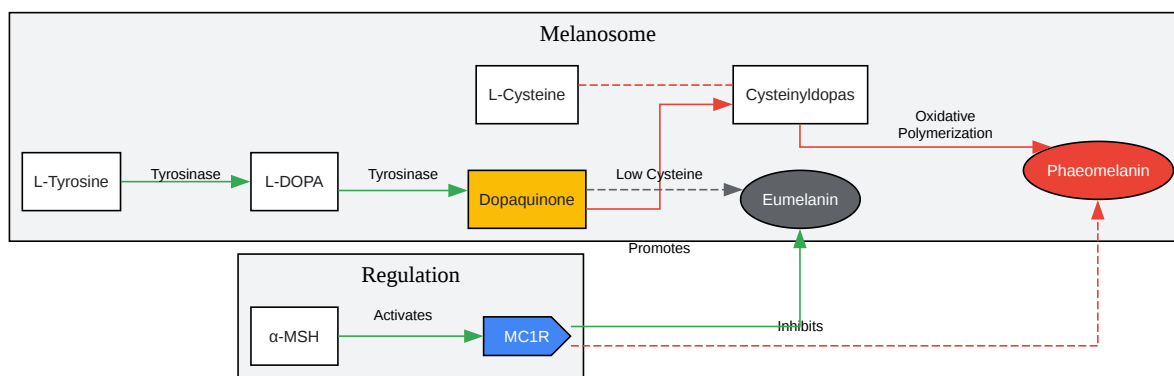 Melanosome
L-Cysteine
Cysteinyldopas
Oxidative
Polymerization
L-Tyrosine
Tyrosinase
L-DOPA
Tyrosinase
Dopaquinone
Low Cysteine
Eumelanin
Phaeomelanin
Promotes
Regulation
α-MSH
Activates
MC1R
Inhibits